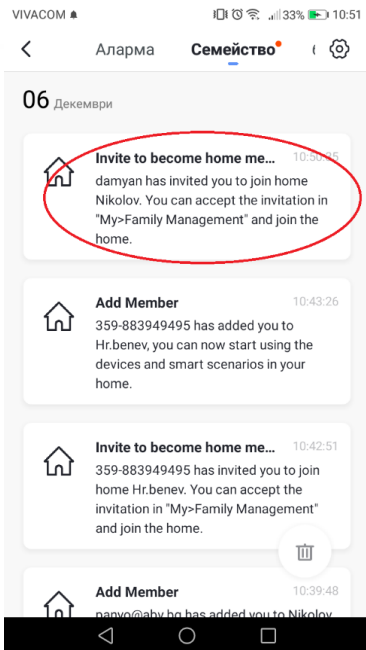 VIVACOM 33% 10:51
Аларма Семейство
06 Декември
Invite to become home me... 10:50:35
damyan has invited you to join home
Nikolov. You can accept the invitation in
"My>Family Management" and join the
home.
Add Member 10:43:26
359-883949495 has added you to
Hr.benev, you can now start using the
devices and smart scenarios in your
home.
Invite to become home me... 10:42:51
359-883949495 has invited you to join
home Hr.benev. You can accept the
invitation in "My>Family Management"
and join the home.
Add Member 10:39:48
panyo@aby.bg has added you to Nikolov,